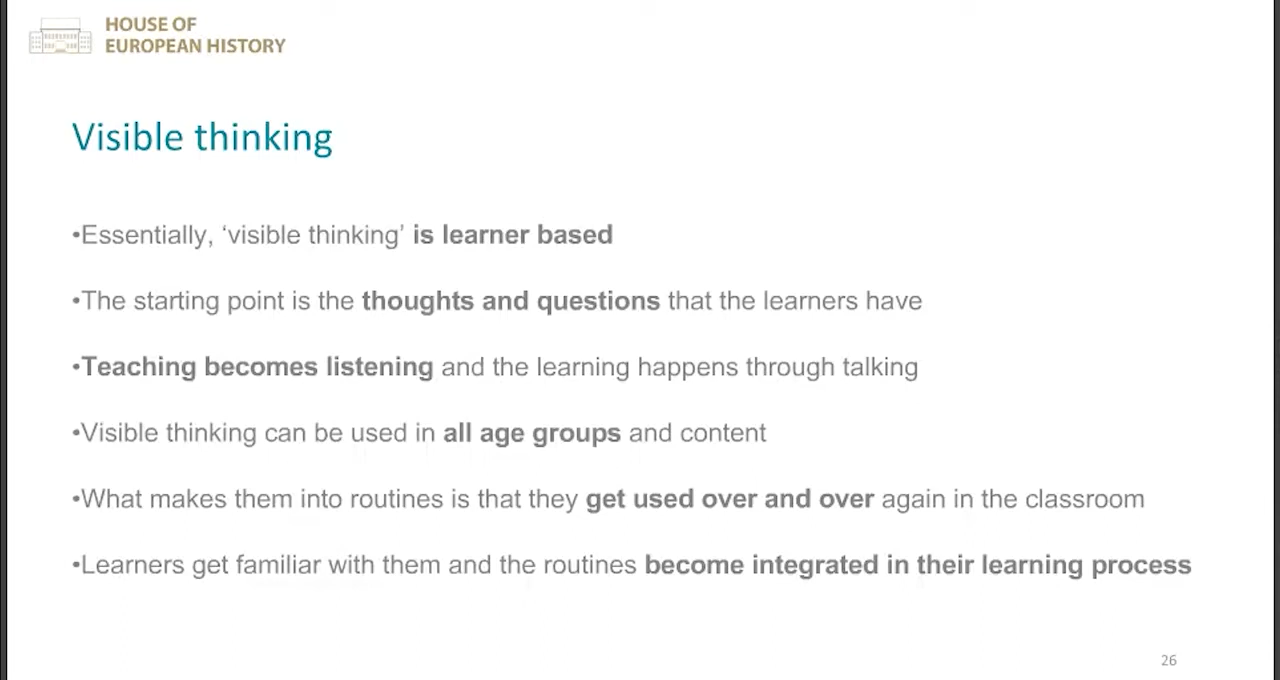 HOUSE OF
EUROPEAN HISTORY
Visible thinking
•Essentially, ‘visible thinking’ is learner based
•The starting point is the thoughts and questions that the learners have
•Teaching becomes listening and the learning happens through talking
•Visible thinking can be used in all age groups and content
•What makes them into routines is that they get used over and over again in the classroom
•Learners get familiar with them and the routines become integrated in their learning process
26